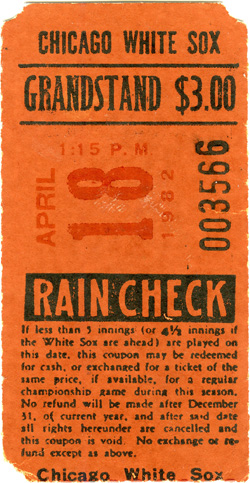 CHICAGO WHITE SOX
GRANDSTAND $3.00
1:15 P.M
APRIL 18 1982
003566
RAIN CHECK
If less than 5 innings (or 4½ innings if
the White Sox are ahead) are played on
this date, this coupon may be redeemed
for cash, or exchanged for a ticket of the
same price, if available, for a regular
championship game during this season.
No refund will be made after December
31, of current year, and after said date
all rights hereunder are cancelled and
this coupon is void. No exchange or re-
fund except as above.
Chicago White Sox